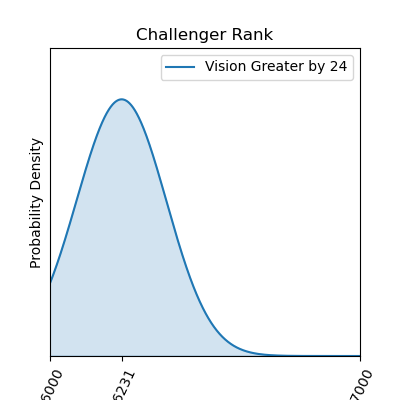 Challenger Rank
Vision Greater by 24
Probability Density
6000
6231
7000